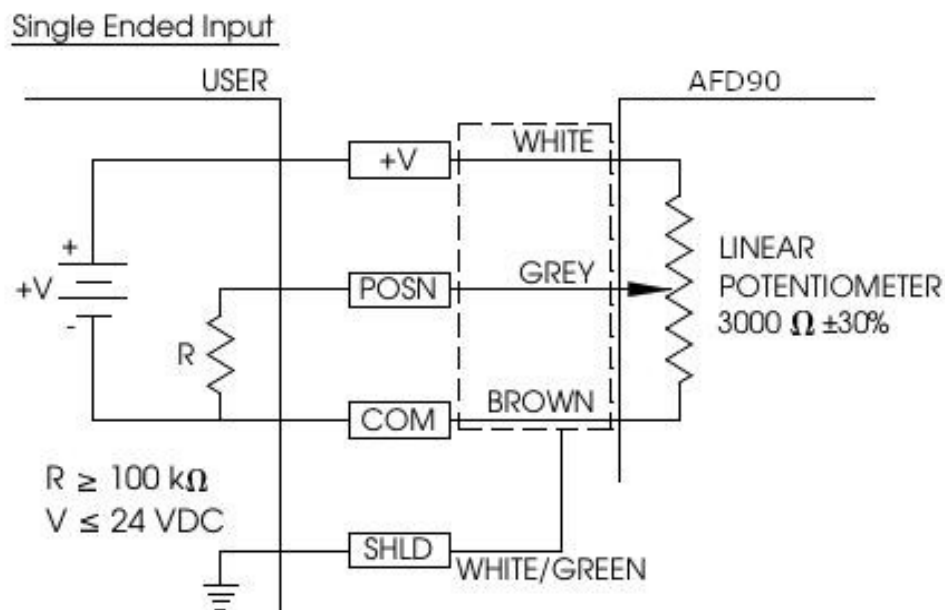 Single Ended Input
USER
AFD90
+V
WHITE
+
+V
-
POSN
GREY
LINEAR
POTENTIOMETER
3000 Ω ±30%
R
COM
BROWN
R ≥ 100 kΩ
V ≤ 24 VDC
SHLD
WHITE/GREEN